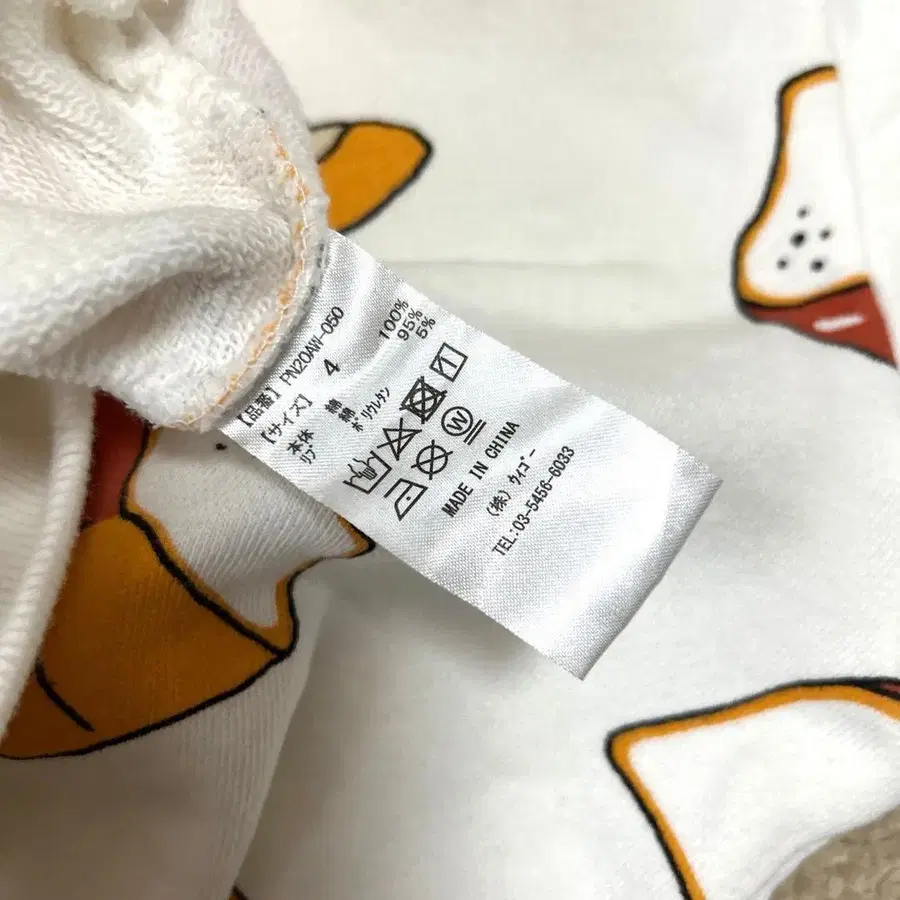 【品番】PN20AW-050
【サイズ】 4
本体 綿 100%
リブ 綿 95%
ポリウレタン 5%
W
MADE IN CHINA
(株) ウィゴー
TEL:03-5456-6033